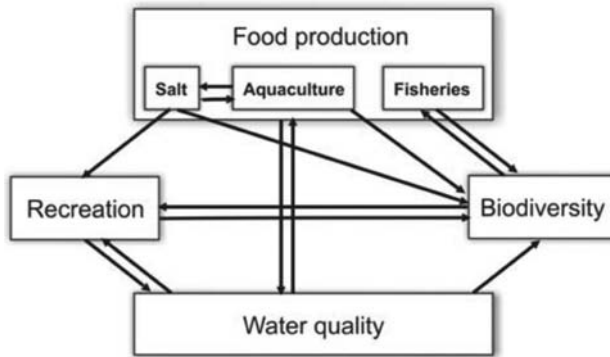 Food production
Salt
Aquaculture
Fisheries
Recreation
Biodiversity
Water quality